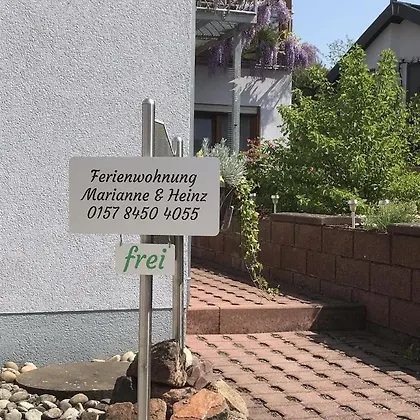 Ferienwohnung
Marianne & Heinz
0157 8450 4055
frei